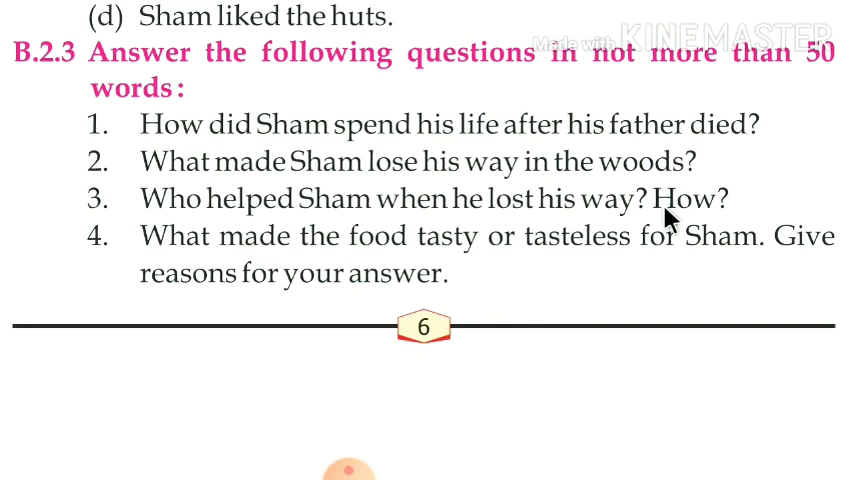 (d) Sham liked the huts.
Made with KINEMASTER
B.2.3 Answer the following questions in not more than 50
words:
1. How did Sham spend his life after his father died?
2. What made Sham lose his way in the woods?
3. Who helped Sham when he lost his way? How?
4. What made the food tasty or tasteless for Sham. Give
reasons for your answer.
6